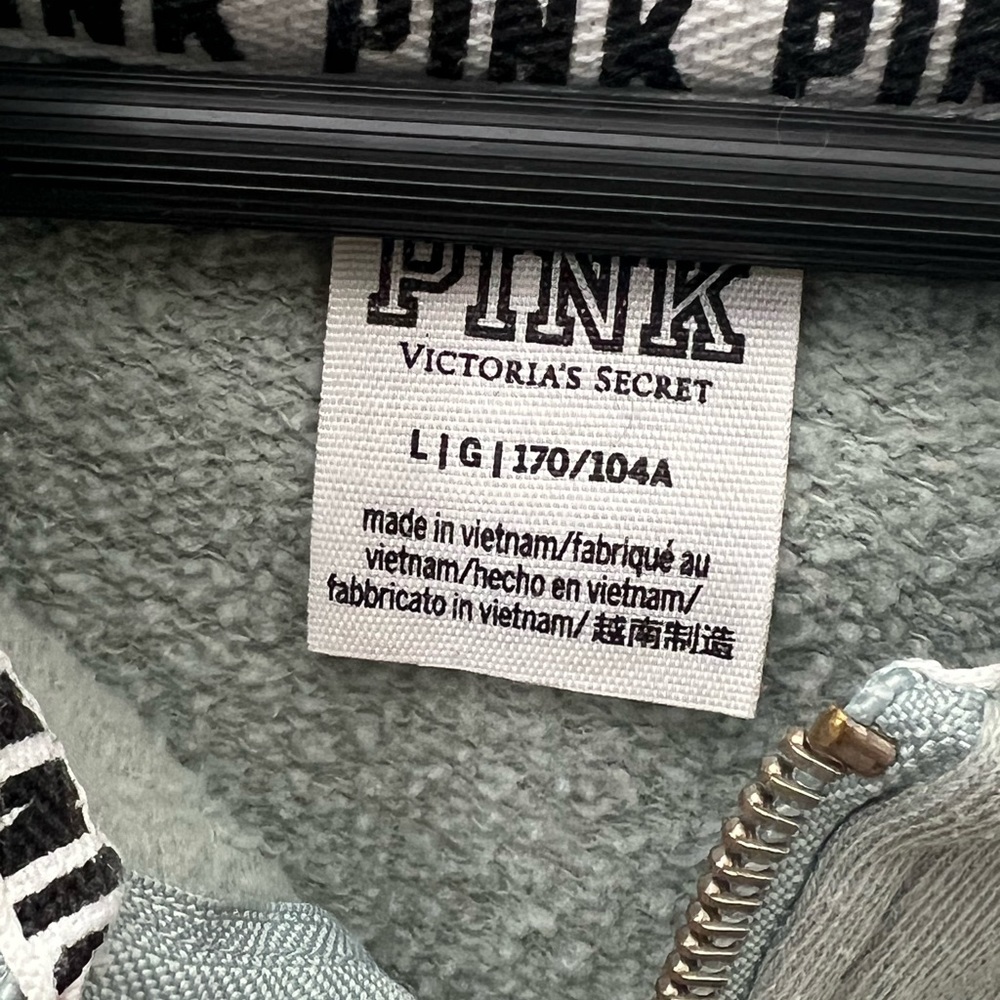 PINK PINK PIN
PINK
VICTORIA'S SECRET
L | G | 170/104A
made in vietnam/fabriqué au
vietnam/hecho en vietnam/
fabbricato in vietnam/ 越南制造